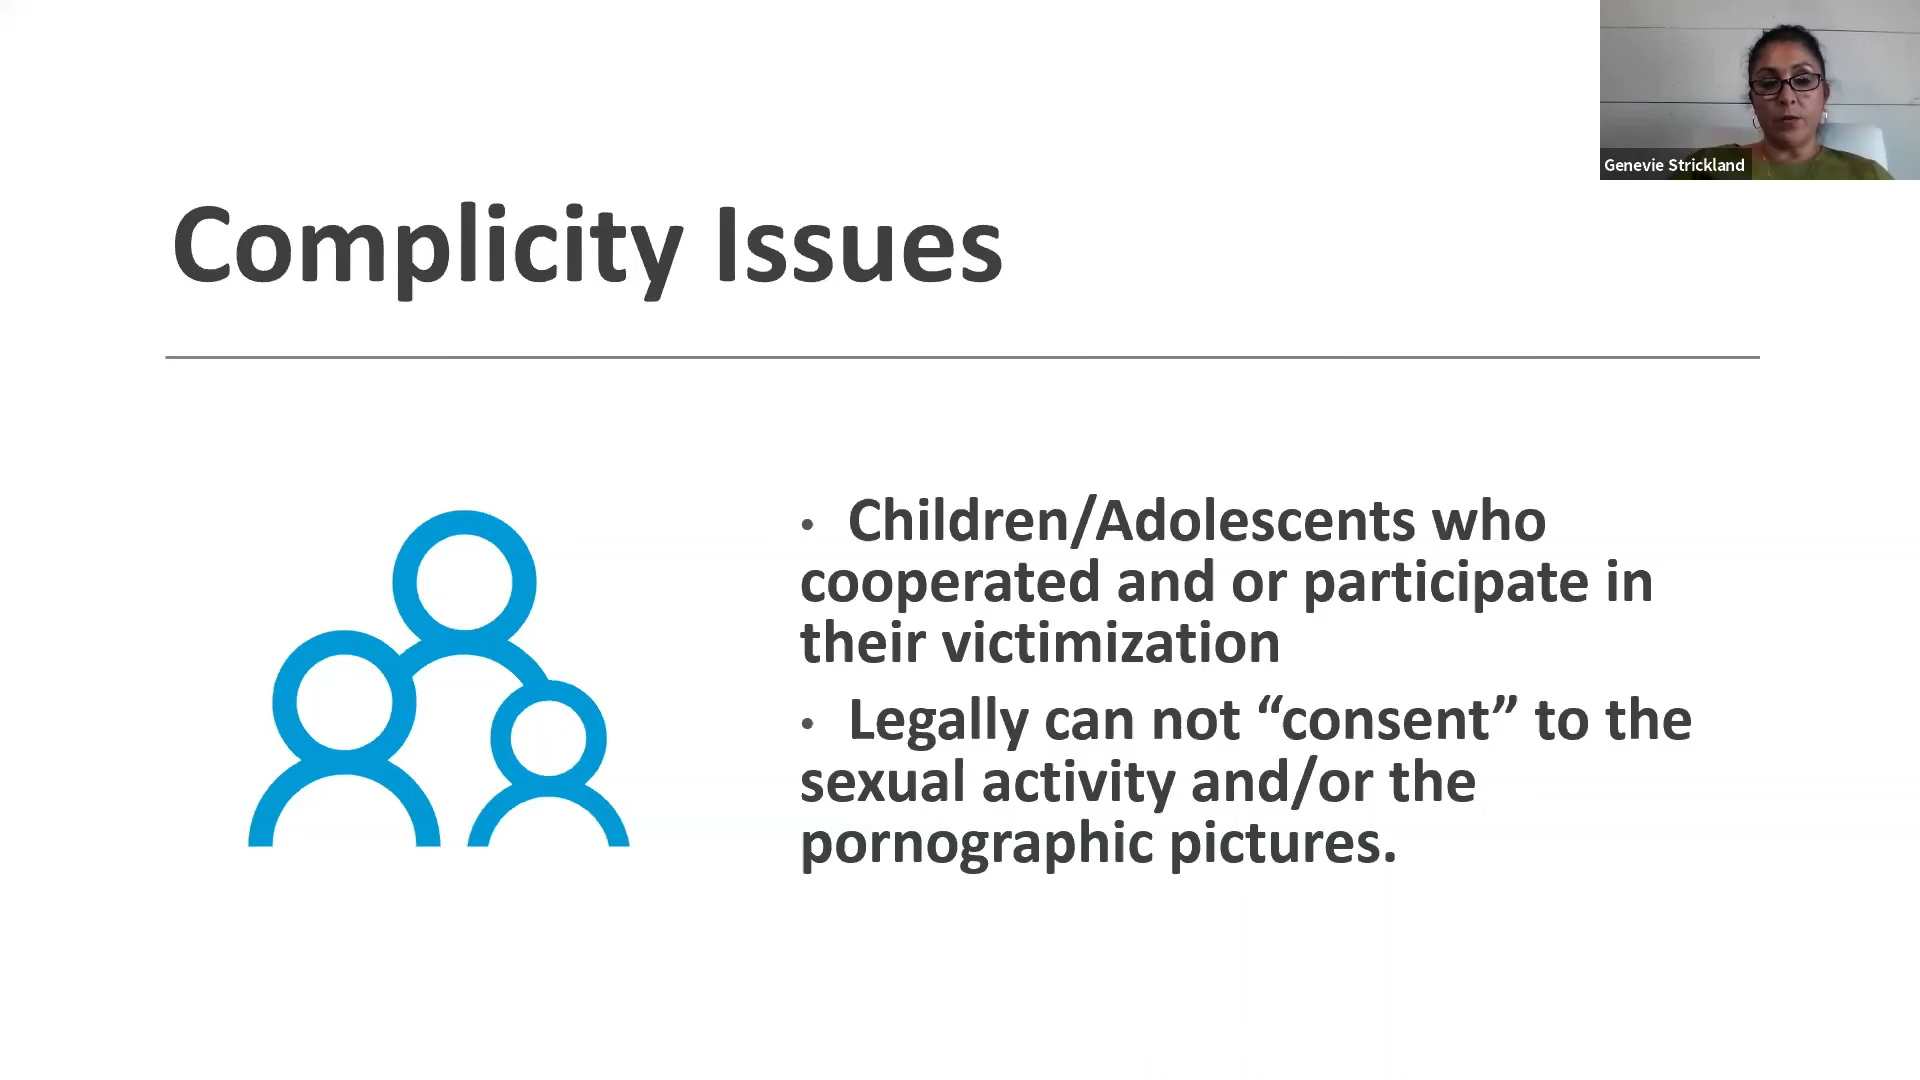 Genevie Strickland
Complicity Issues
• Children/Adolescents who
cooperated and or participate in
their victimization
• Legally can not “consent” to the
sexual activity and/or the
pornographic pictures.